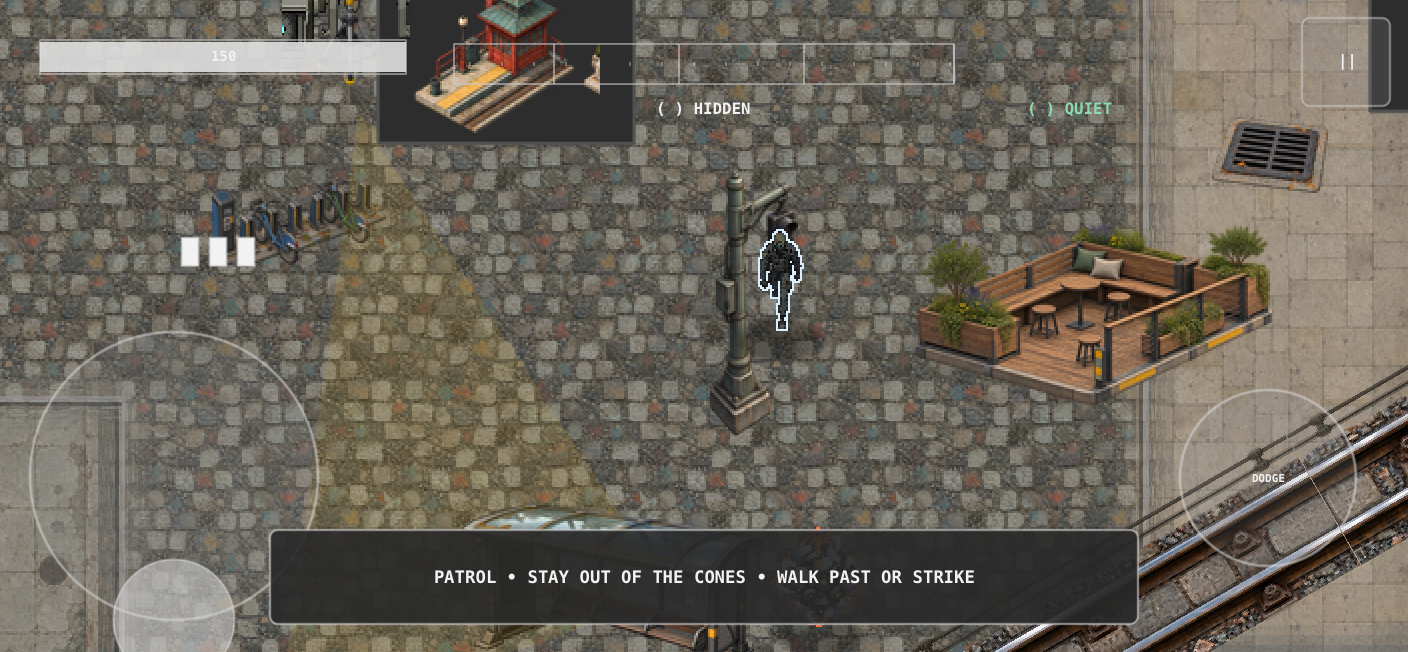 150
( ) HIDDEN
( ) QUIET
DODGE
PATROL • STAY OUT OF THE CONES • WALK PAST OR STRIKE